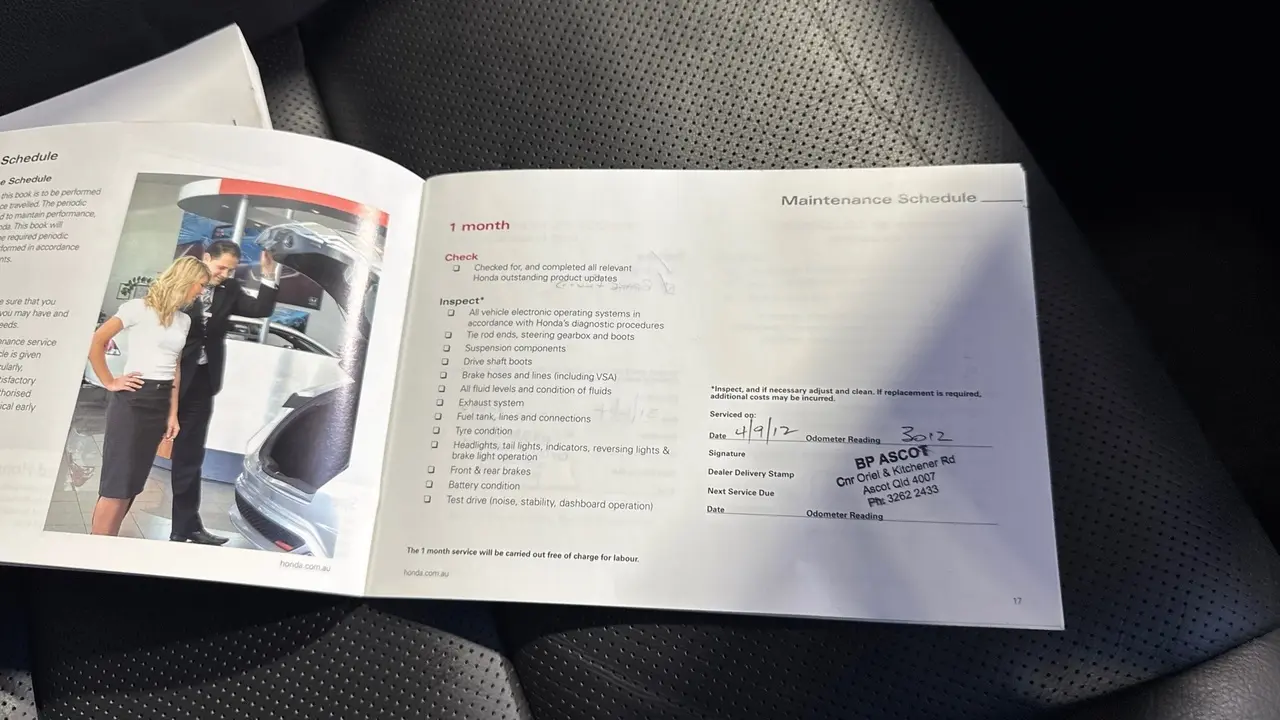 Schedule
e Schedule
this book is to be performed
ce travelled. The periodic
d to maintain performance,
nda. This book will
e required periodic
formed in accordance
nts.
e sure that you
you may have and
eeds.
nance service
cle is given
cularly,
tisfactory
thorised
ical early
honda.com.au
Maintenance Schedule
1 month
Check
Checked for, and completed all relevant
Honda outstanding product updates
Inspect*
All vehicle electronic operating systems in
accordance with Honda's diagnostic procedures
Tie rod ends, steering gearbox and boots
Suspension components
Drive shaft boots
Brake hoses and lines (including VSA)
All fluid levels and condition of fluids
Exhaust system
Fuel tank, lines and connections
Tyre condition
Headlights, tail lights, indicators, reversing lights &
brake light operation
Front & rear brakes
Battery condition
Test drive (noise, stability, dashboard operation)
The 1 month service will be carried out free of charge for labour.
honda.com.au
*Inspect, and if necessary adjust and clean. If replacement is required,
additional costs may be incurred.
Serviced on:
Date 4/9/12 Odometer Reading 3012
Signature
Dealer Delivery Stamp
Next Service Due
Date Odometer Reading
BP ASCOT
Cnr Oriel & Kitchener Rd
Ascot Qld 4007
Ph: 3262 2433
17